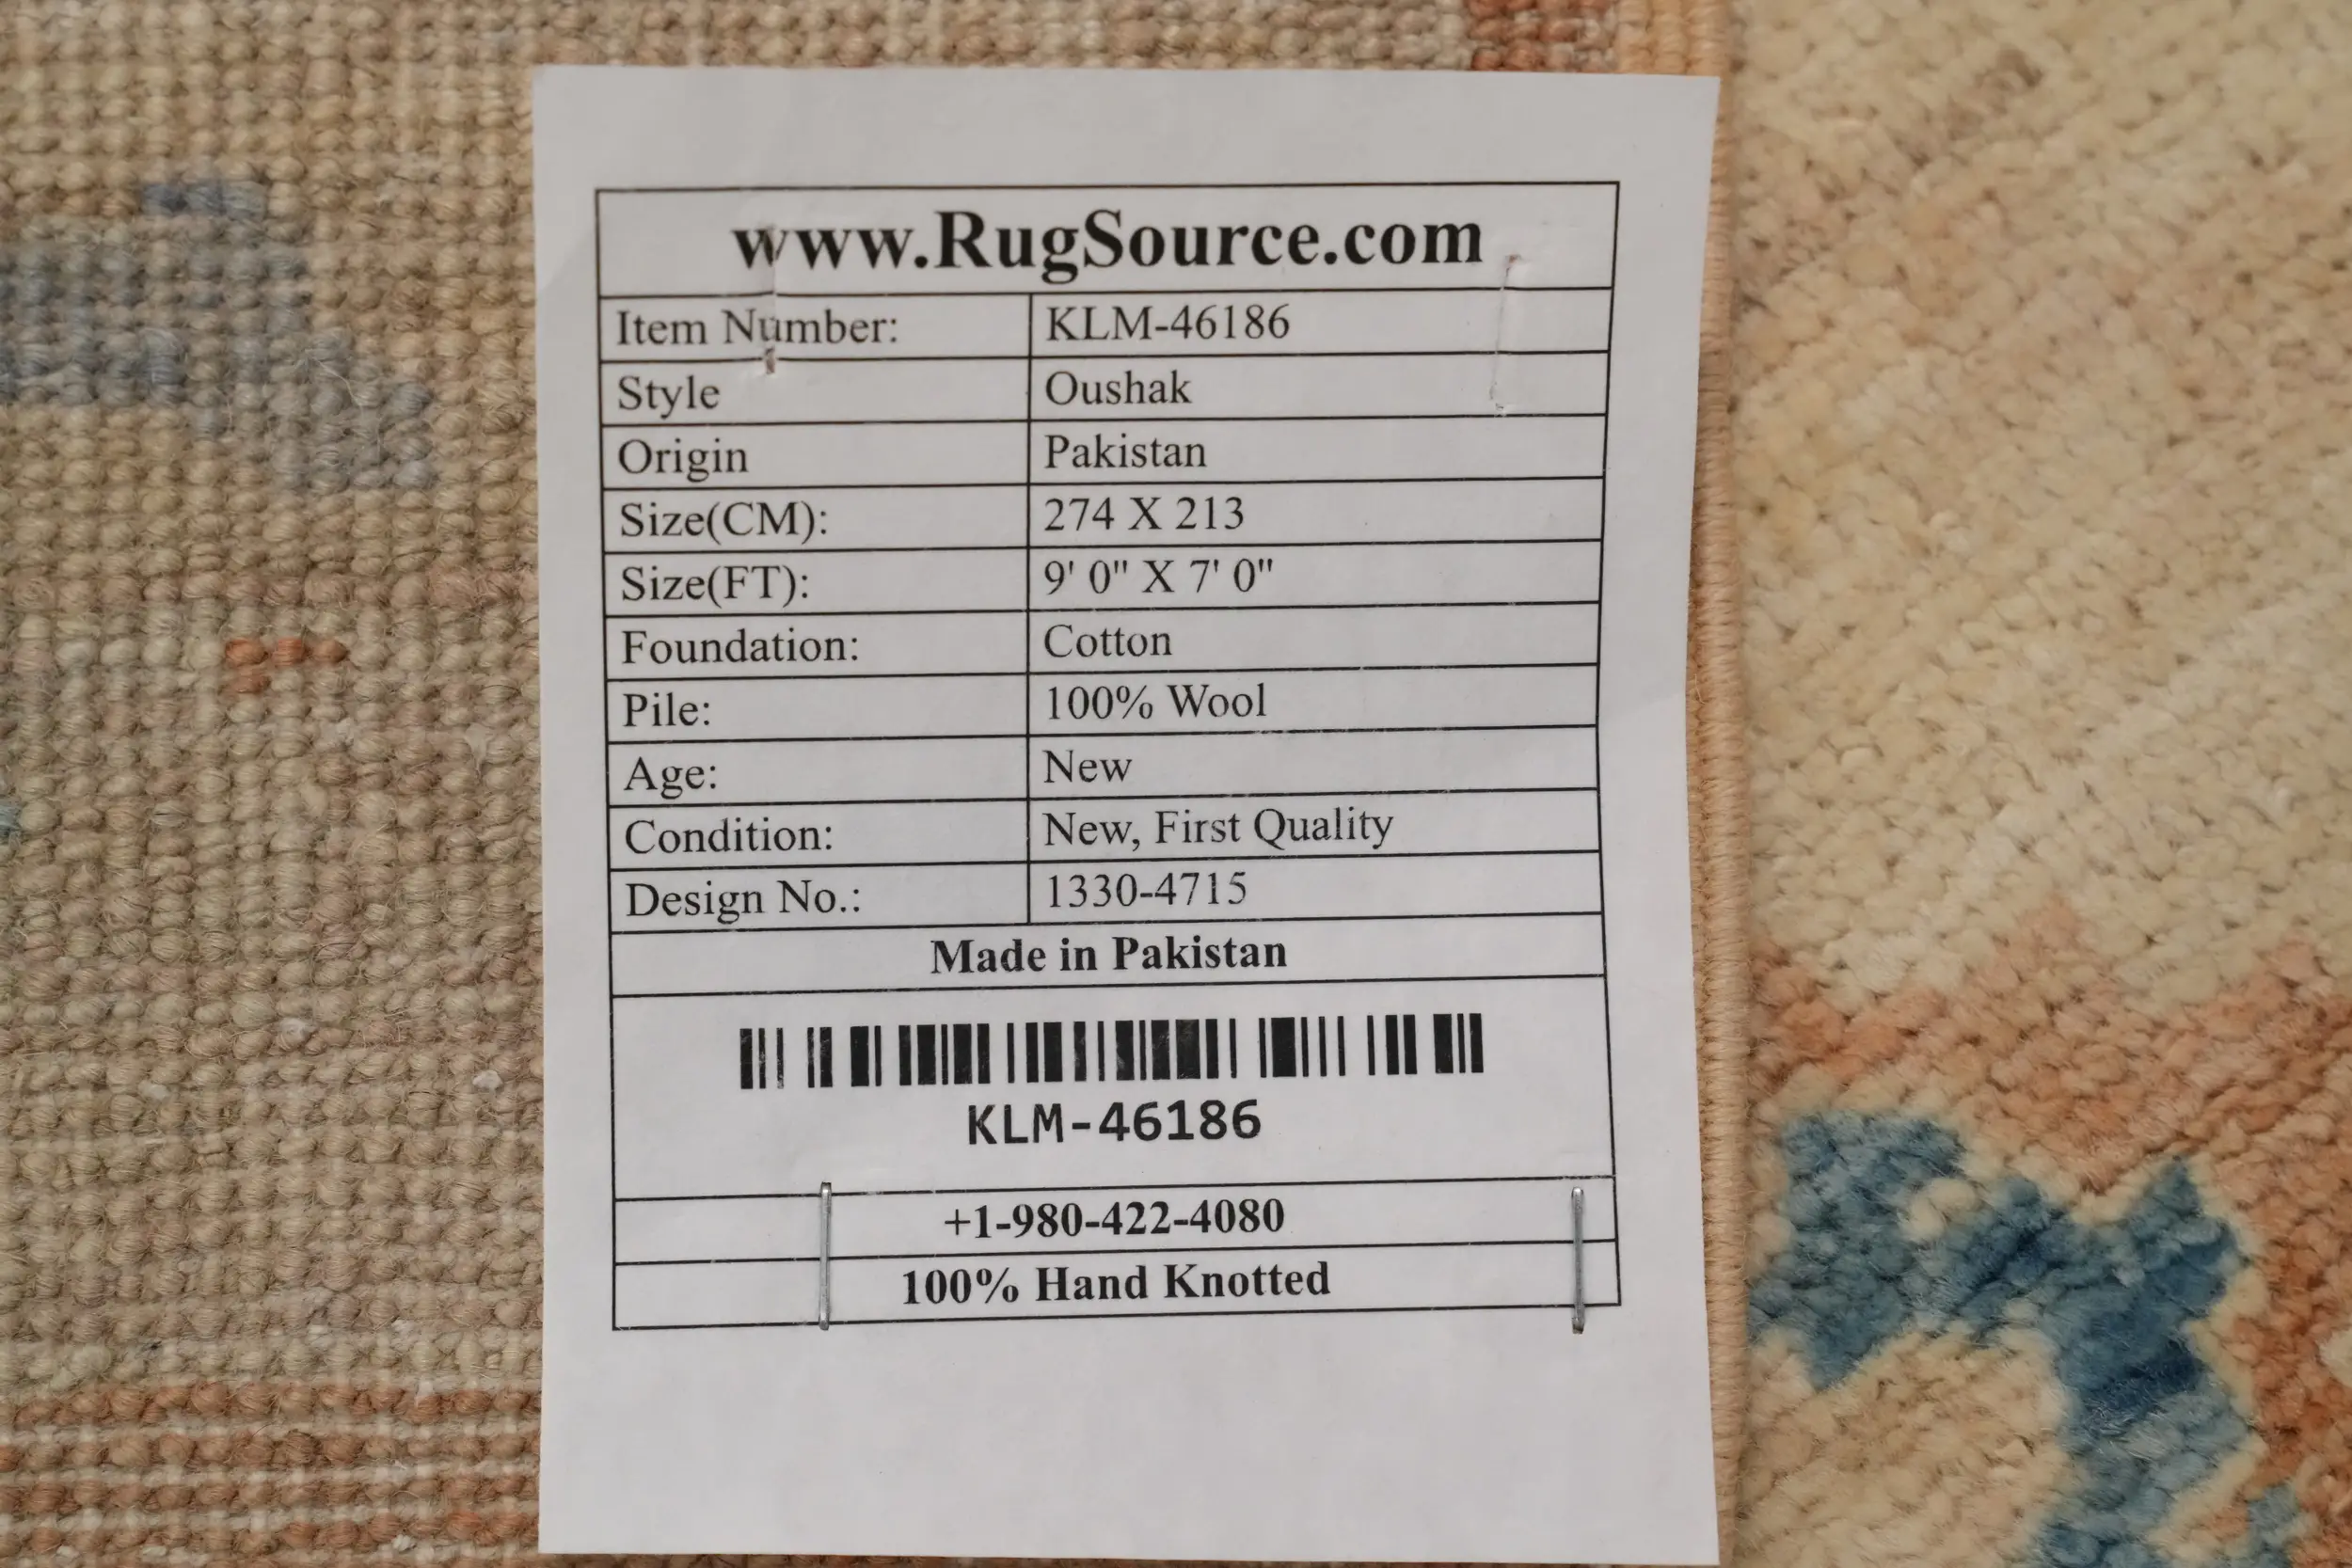 www.RugSource.com
Item Number: KLM-46186
Style Oushak
Origin Pakistan
Size(CM): 274 X 213
Size(FT): 9' 0" X 7' 0"
Foundation: Cotton
Pile: 100% Wool
Age: New
Condition: New, First Quality
Design No.: 1330-4715
Made in Pakistan
KLM-46186
+1-980-422-4080
100% Hand Knotted